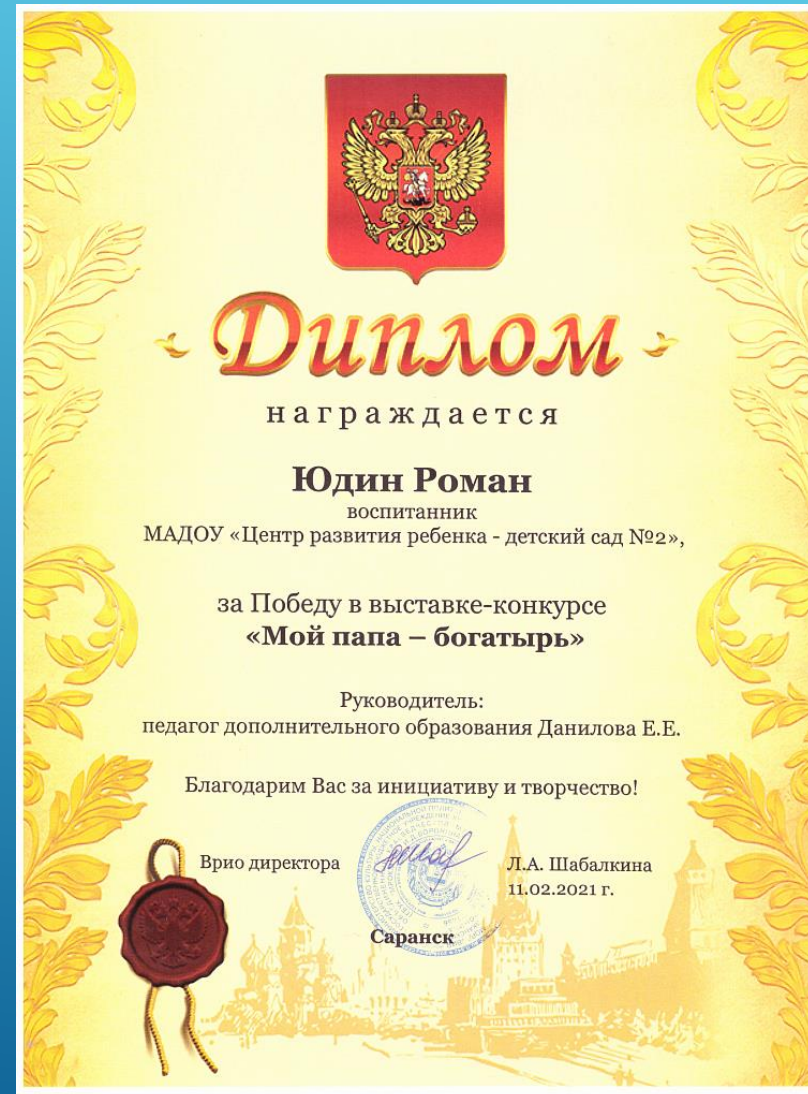 Диплом
награждается
Юдин Роман
воспитанник
МАДОУ «Центр развития ребенка - детский сад №2»,
за Победу в выставке-конкурсе
«Мой папа – богатырь»
Руководитель:
педагог дополнительного образования Данилова Е.Е.
Благодарим Вас за инициативу и творчество!
Врио директора
Л.А. Шабалкина
11.02.2021 г.
Саранск